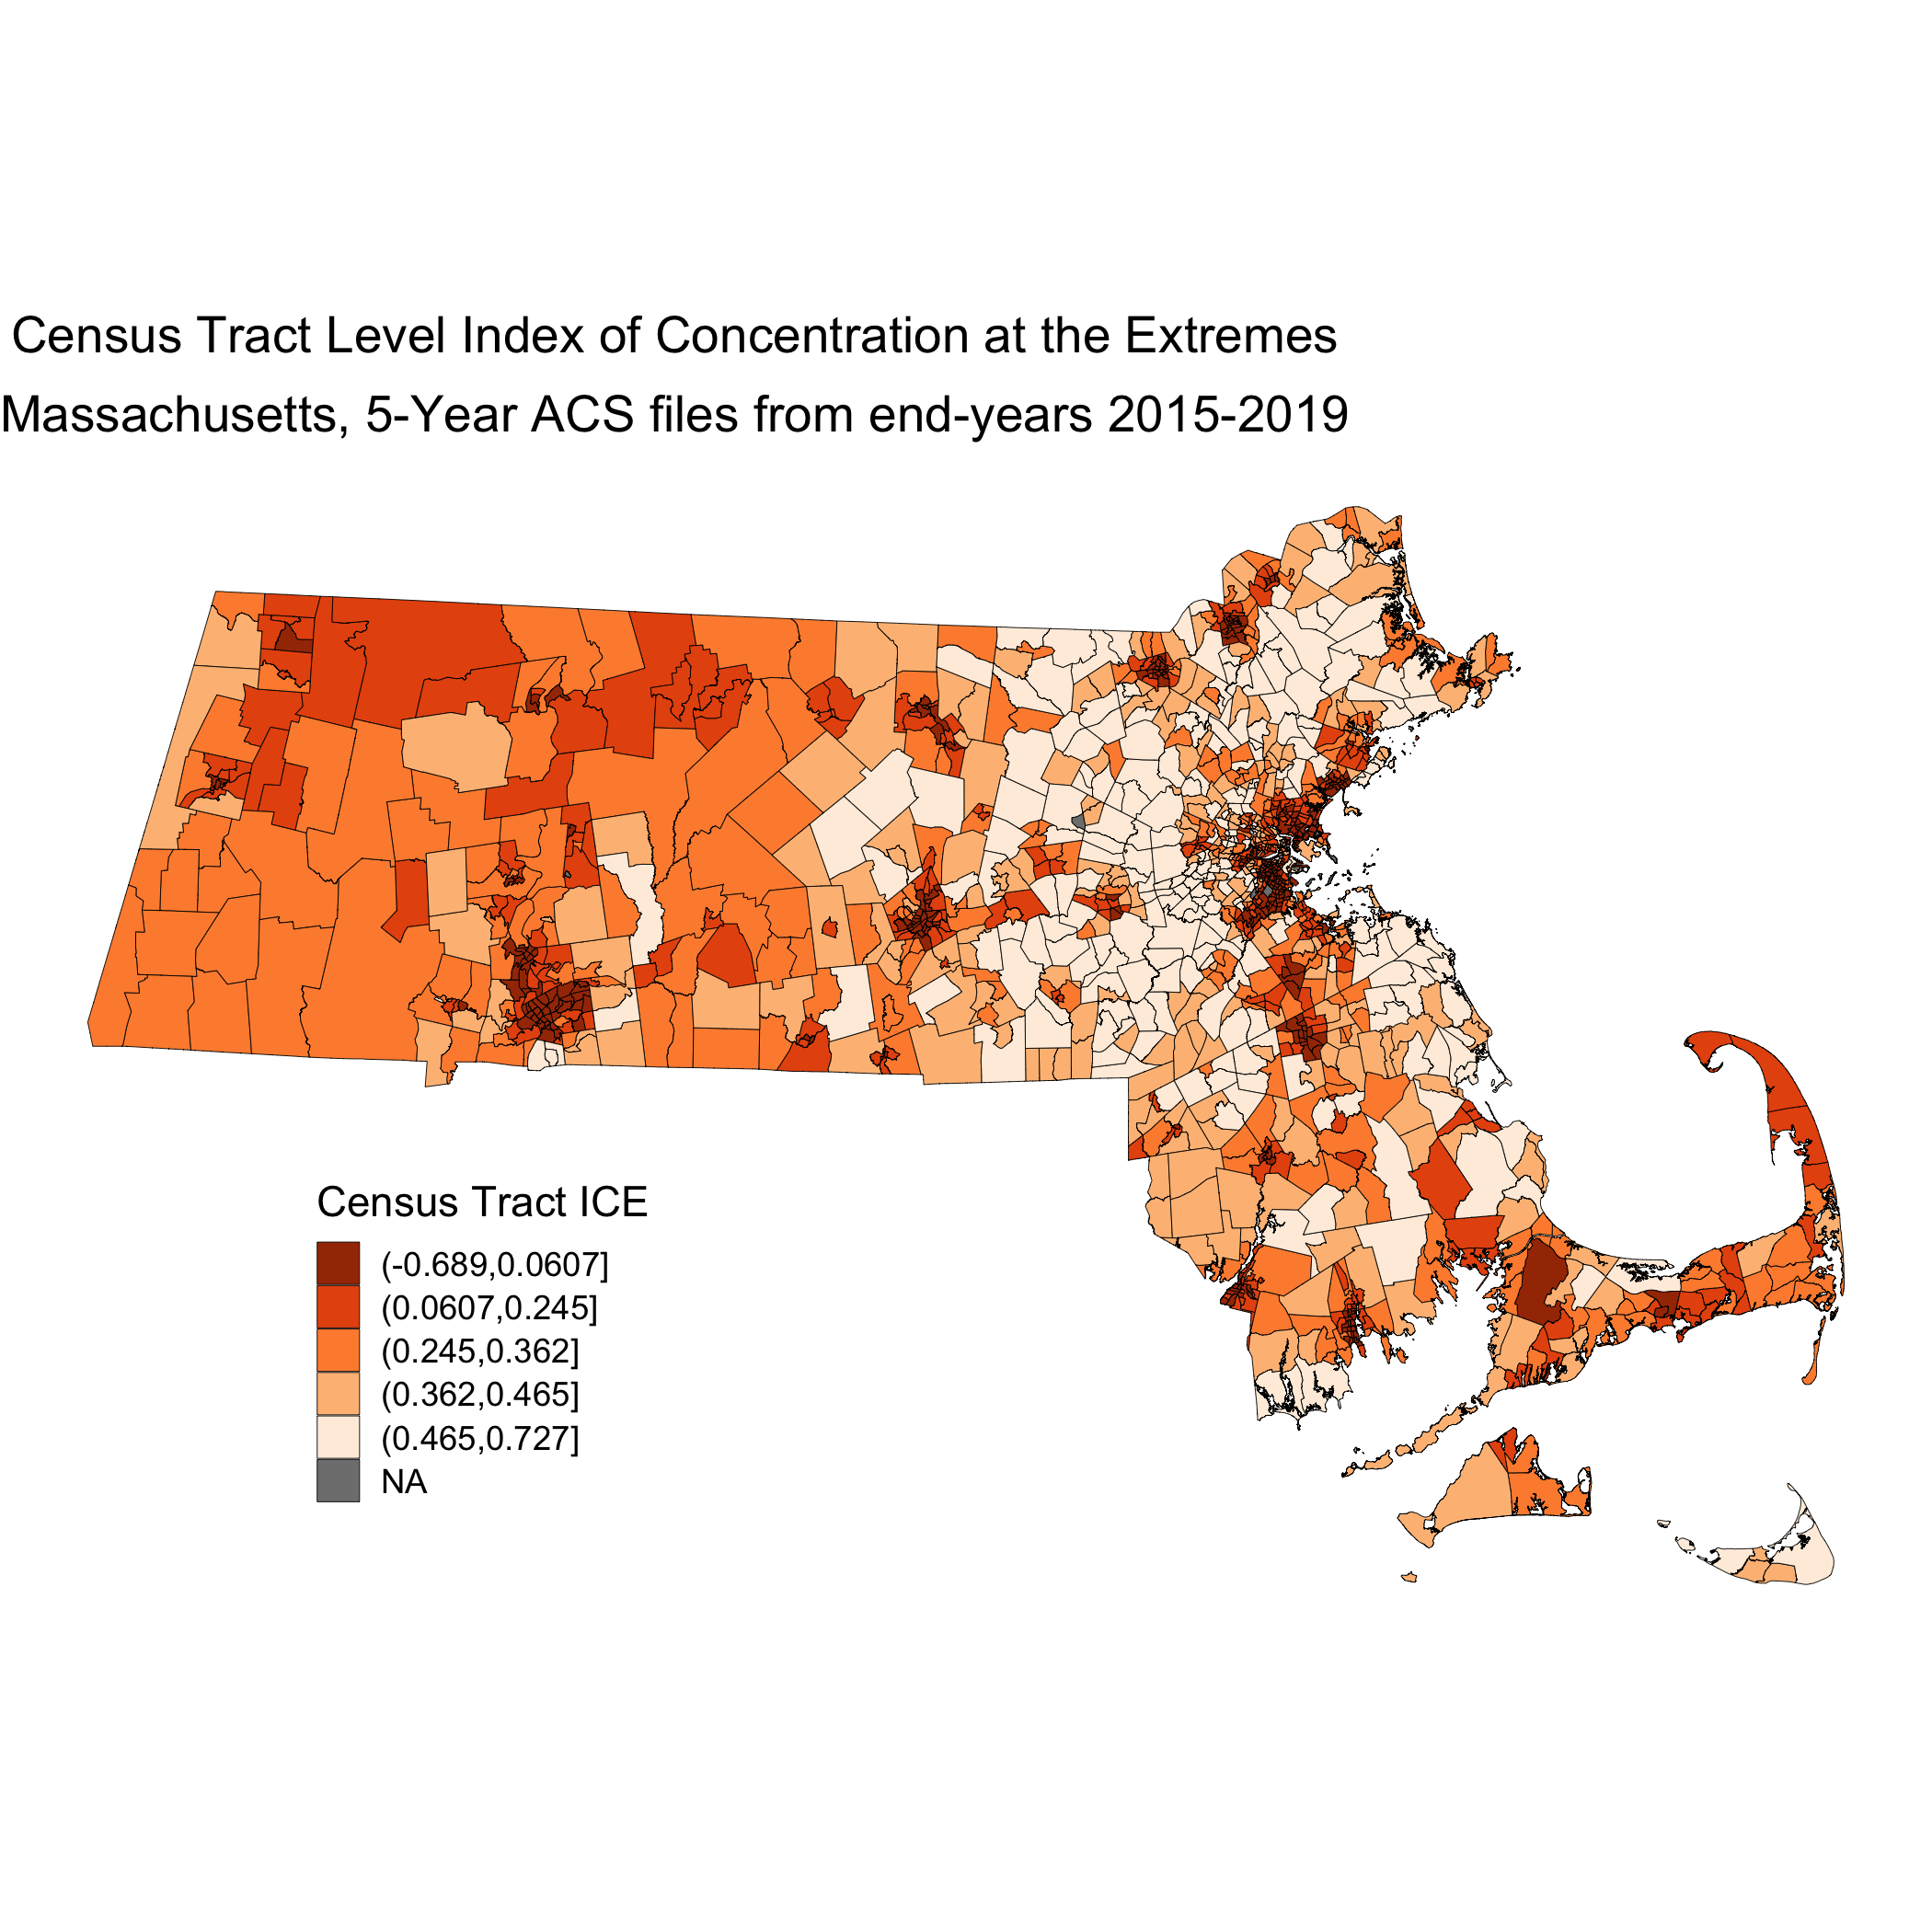 Census Tract Level Index of Concentration at the Extremes
Massachusetts, 5-Year ACS files from end-years 2015-2019
Census Tract ICE
(-0.689,0.0607]
(0.0607,0.245]
(0.245,0.362]
(0.362,0.465]
(0.465,0.727]
NA